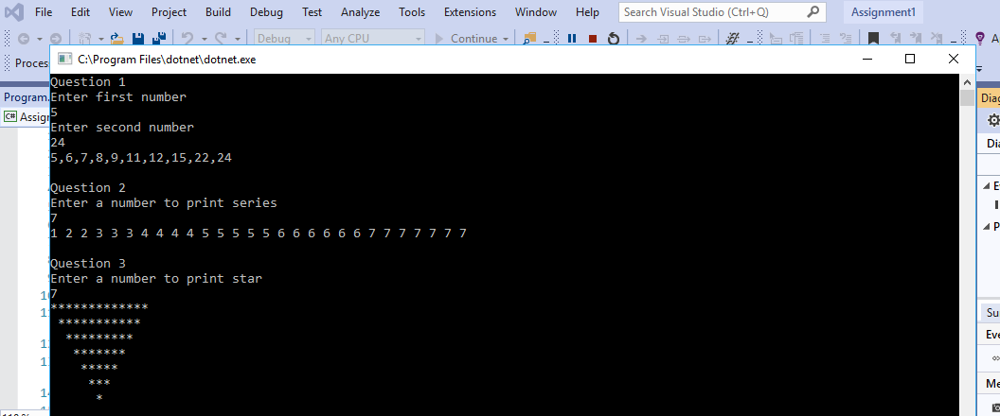 File Edit View Project Build Debug Test Analyze Tools Extensions Window Help Search Visual Studio (Ctrl+Q) Assignment1
Debug Any CPU Continue
C:\Program Files\dotnet\dotnet.exe
Question 1
Enter first number
5
Enter second number
24
5,6,7,8,9,11,12,15,22,24
Question 2
Enter a number to print series
7
1 2 2 3 3 3 4 4 4 4 5 5 5 5 5 6 6 6 6 6 6 7 7 7 7 7 7 7
Question 3
Enter a number to print star
7
*************
***********
*********
*******
*****
***
*
Proces
Program.
C# Assign
Diag
Su
Eve
Me